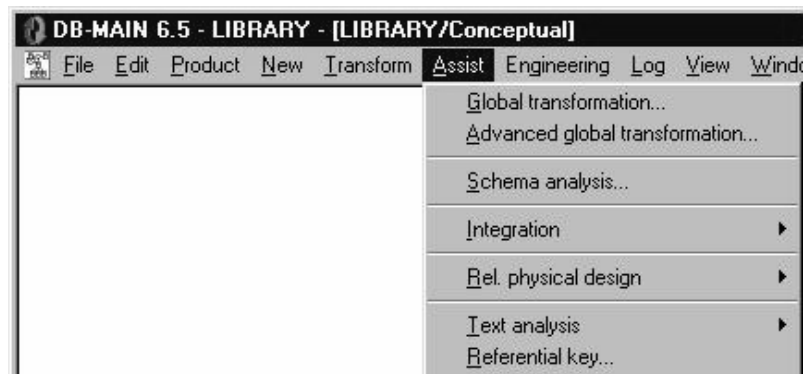 DB-MAIN 6.5 - LIBRARY - [LIBRARY/Conceptual]
File Edit Product New Transform Assist Engineering Log View Windo
Global transformation...
Advanced global transformation...
Schema analysis...
Integration
Rel. physical design
Text analysis
Referential key...